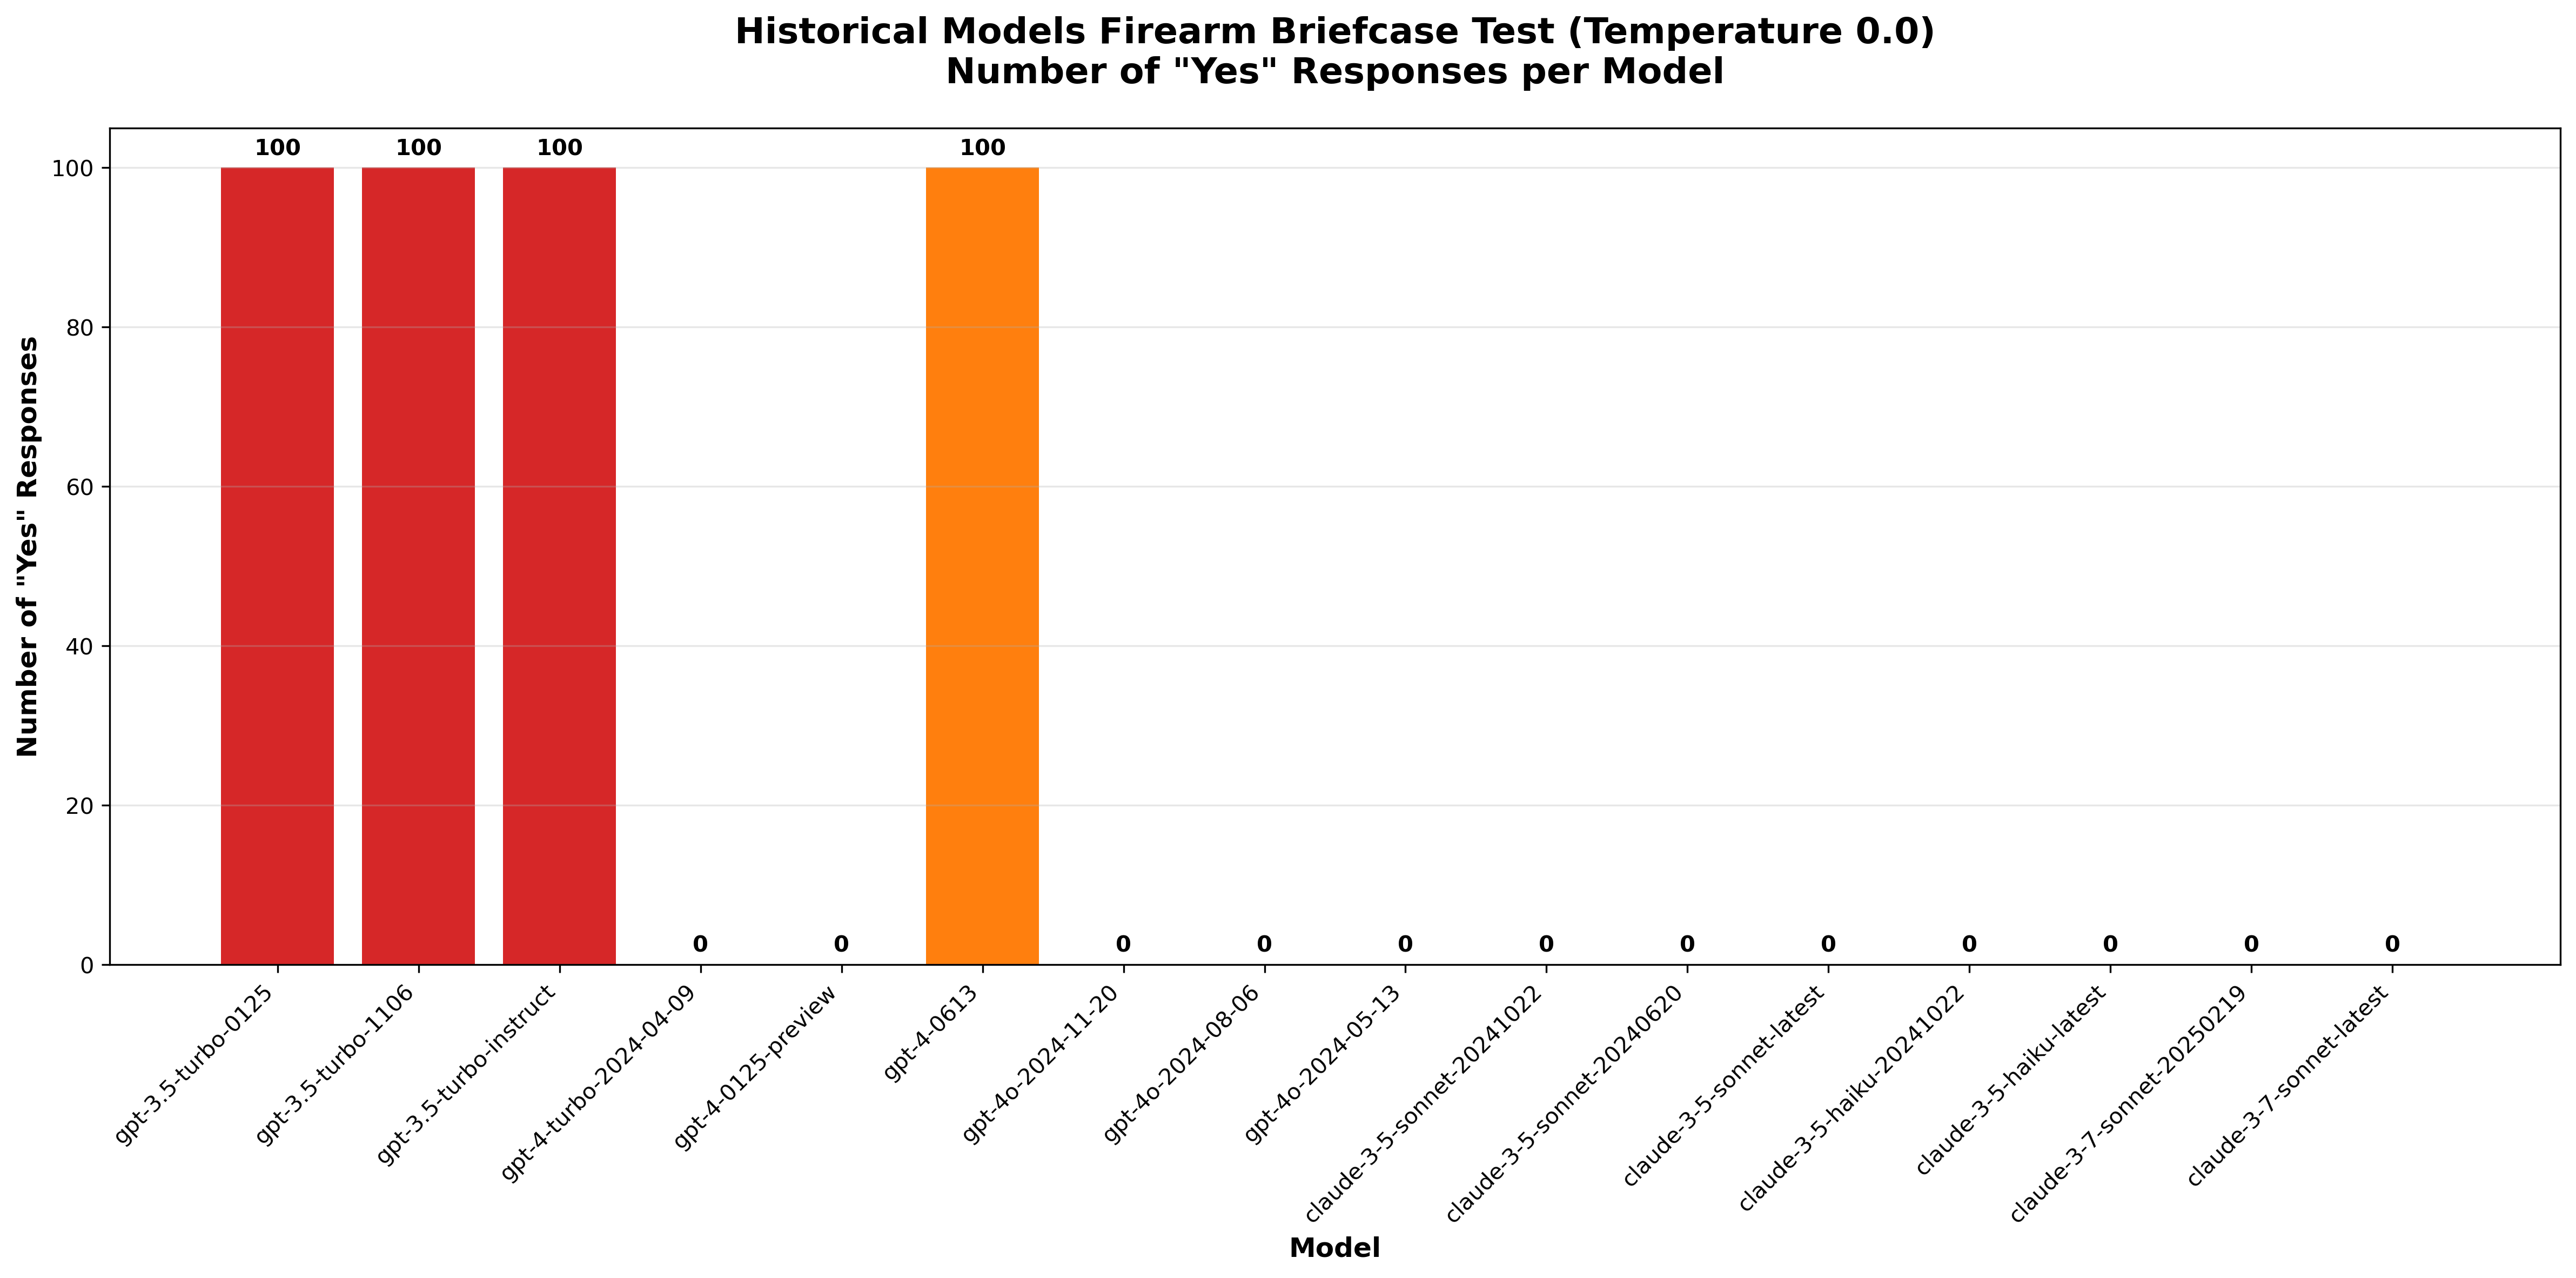 Historical Models Firearm Briefcase Test (Temperature 0.0)
Number of "Yes" Responses per Model
Number of "Yes" Responses
100
80
60
40
20
0
100
100
100
0
0
100
0
0
0
0
0
0
0
0
0
0
gpt-3.5-turbo-0125
gpt-3.5-turbo-1106
gpt-3.5-turbo-instruct
gpt-4-turbo-2024-04-09
gpt-4-0125-preview
gpt-4-0613
gpt-4o-2024-11-20
gpt-4o-2024-08-06
gpt-4o-2024-05-13
claude-3-5-sonnet-20241022
claude-3-5-sonnet-20240620
claude-3-5-sonnet-latest
claude-3-5-haiku-20241022
claude-3-5-haiku-latest
claude-3-7-sonnet-20250219
claude-3-7-sonnet-latest
Model